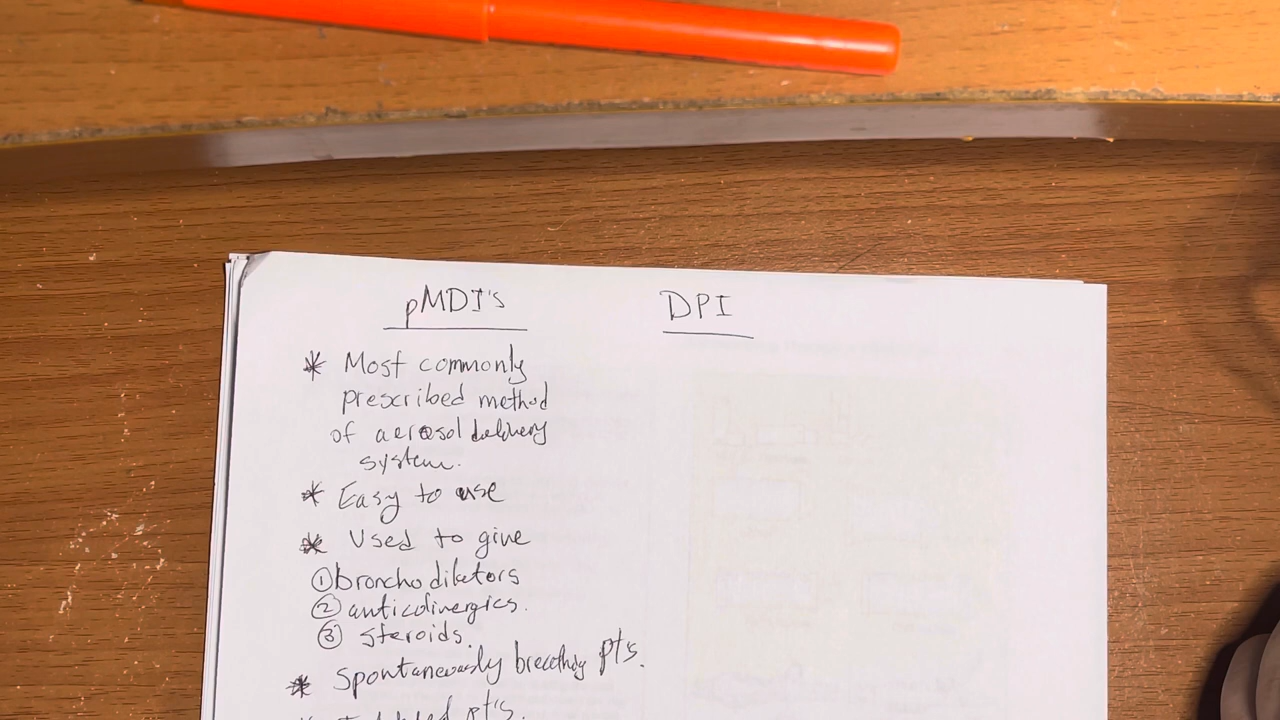 pMDI's
DPI
* Most commonly
prescribed method
of aerosol delivery
system.
* Easy to use
* Used to give
① bronchodilators
② anticolinergics.
③ steroids.
* Spontaneously breathing pts.
pt's.